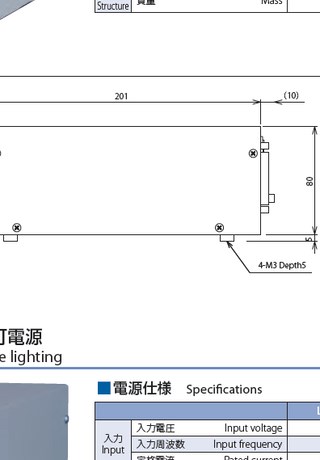 Structure
質量 Mass
201
(10)
80
5
4-M3 Depth5
電源
e lighting
■電源仕様 Specifications
入力 Input
入力電圧 Input voltage
入力周波数 Input frequency
定格電流 Rated current